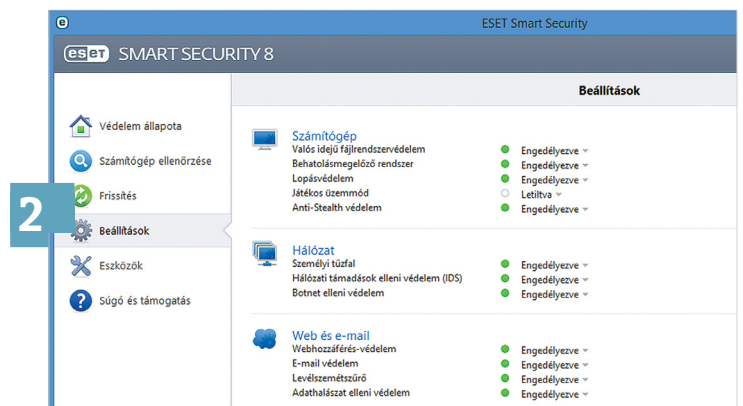 ESET Smart Security
eset SMART SECURITY 8
Beállítások
Védelem állapota
Számítógép ellenőrzése
Frissítés
2
Beállítások
Eszközök
Súgó és támogatás
Számítógép
Valós idejű fájlrendszervédelem Engedélyezve
Behatolásmegelőző rendszer Engedélyezve
Lopásvédelem Engedélyezve
Játékos üzemmód Letiltva
Anti-Stealth védelem Engedélyezve
Hálózat
Személyi tűzfal Engedélyezve
Hálózati támadások elleni védelem (IDS) Engedélyezve
Botnet elleni védelem Engedélyezve
Web és e-mail
Webhozzáférés-védelem Engedélyezve
E-mail védelem Engedélyezve
Levélszemétszűrő Engedélyezve
Adathalászat elleni védelem Engedélyezve